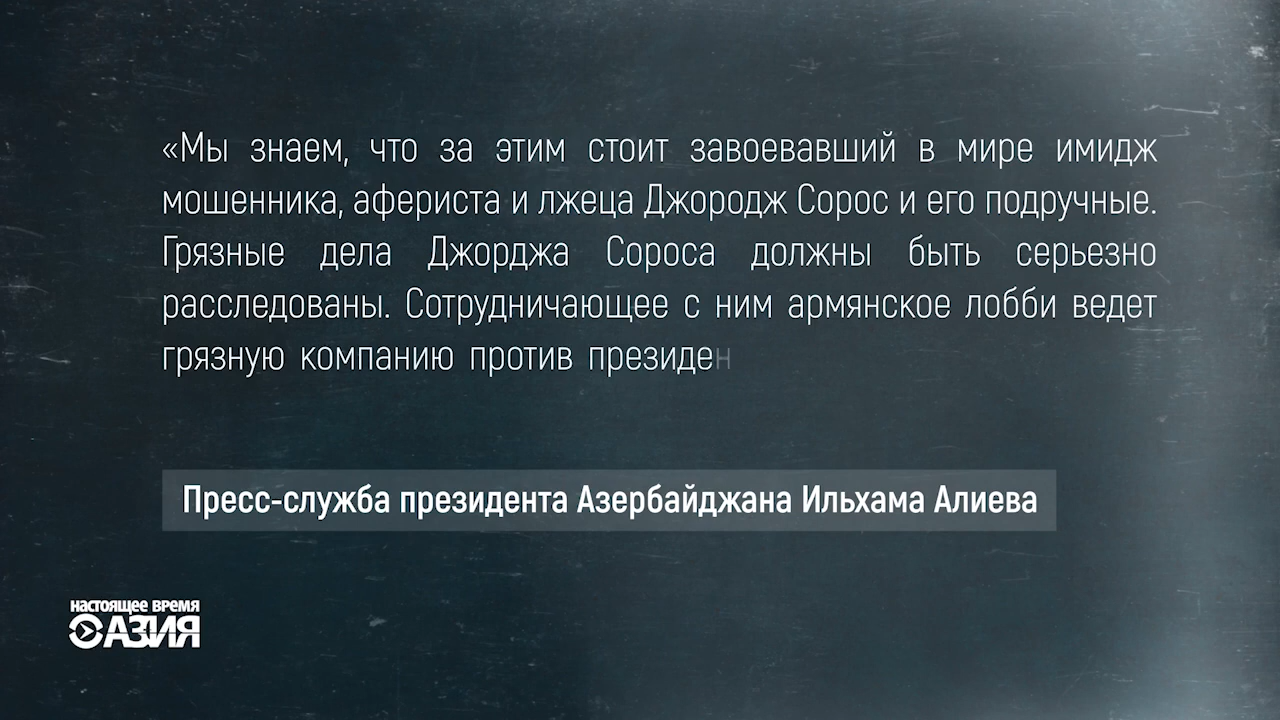 «Мы знаем, что за этим стоит завоевавший в мире имидж
мошенника, афериста и лжеца Джородж Сорос и его подручные.
Грязные дела Джорджа Сороса должны быть серьезно
расследованы. Сотрудничающее с ним армянское лобби ведет
грязную компанию против президен
Пресс-служба президента Азербайджана Ильхама Алиева
НАСТОЯЩЕЕ ВРЕМЯ
АЗИЯ